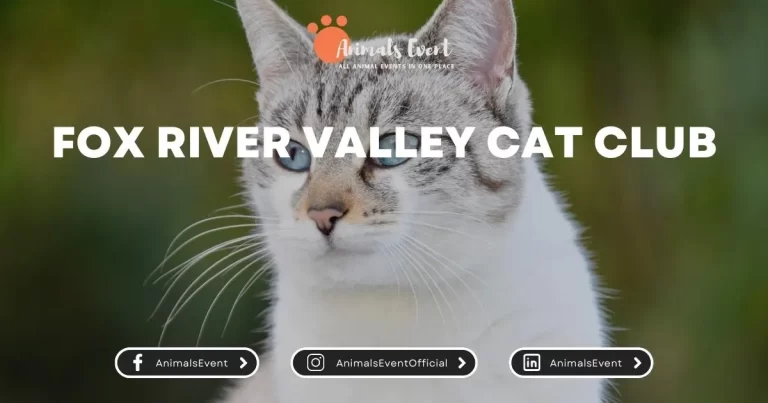 Animals Event
ALL ANIMAL EVENTS IN ONE PLACE
FOX RIVER VALLEY CAT CLUB
AnimalsEvent
AnimalsEventOfficial
AnimalsEvent